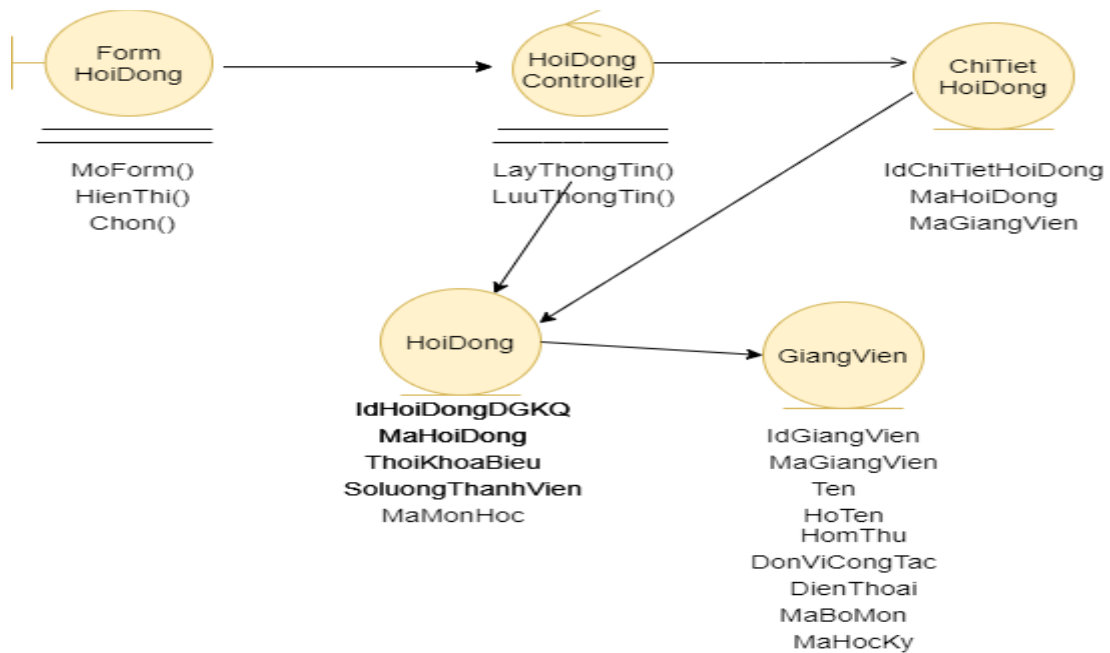 Form
HoiDong
MoForm()
HienThi()
Chon()
HoiDong
Controller
LayThongTin()
LuuThongTin()
ChiTiet
HoiDong
IdChiTietHoiDong
MaHoiDong
MaGiangVien
HoiDong
IdHoiDongDGKQ
MaHoiDong
ThoiKhoaBieu
SoluongThanhVien
MaMonHoc
GiangVien
IdGiangVien
MaGiangVien
Ten
HoTen
HomThu
DonViCongTac
DienThoai
MaBoMon
MaHocKy